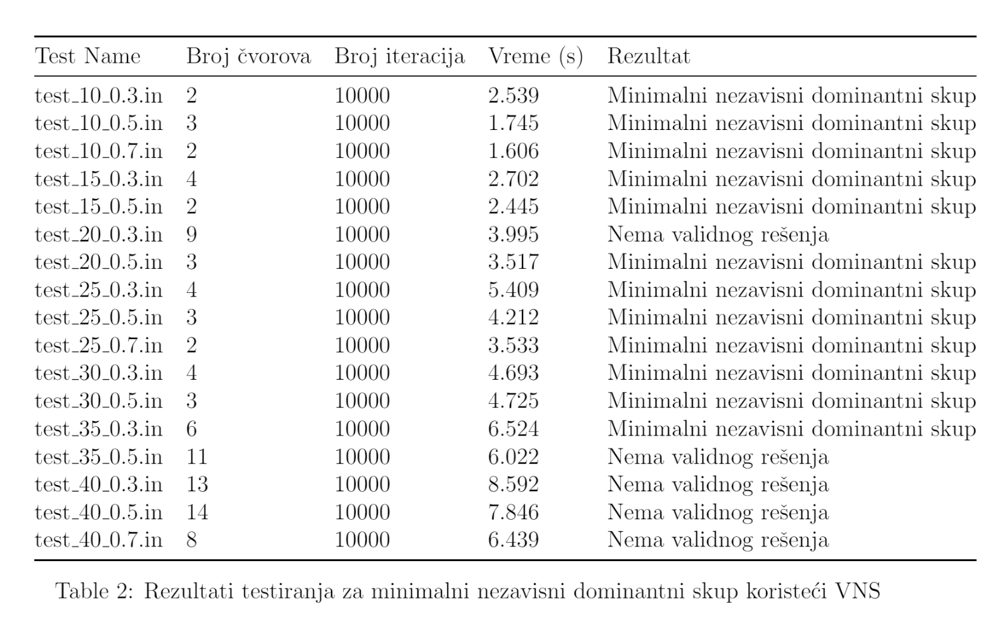 Test Name Broj čvorova Broj iteracija Vreme (s) Rezultat
test_10_0.3.in 2 10000 2.539 Minimalni nezavisni dominantni skup
test_10_0.5.in 3 10000 1.745 Minimalni nezavisni dominantni skup
test_10_0.7.in 2 10000 1.606 Minimalni nezavisni dominantni skup
test_15_0.3.in 4 10000 2.702 Minimalni nezavisni dominantni skup
test_15_0.5.in 2 10000 2.445 Minimalni nezavisni dominantni skup
test_20_0.3.in 9 10000 3.995 Nema validnog rešenja
test_20_0.5.in 3 10000 3.517 Minimalni nezavisni dominantni skup
test_25_0.3.in 4 10000 5.409 Minimalni nezavisni dominantni skup
test_25_0.5.in 3 10000 4.212 Minimalni nezavisni dominantni skup
test_25_0.7.in 2 10000 3.533 Minimalni nezavisni dominantni skup
test_30_0.3.in 4 10000 4.693 Minimalni nezavisni dominantni skup
test_30_0.5.in 3 10000 4.725 Minimalni nezavisni dominantni skup
test_35_0.3.in 6 10000 6.524 Minimalni nezavisni dominantni skup
test_35_0.5.in 11 10000 6.022 Nema validnog rešenja
test_40_0.3.in 13 10000 8.592 Nema validnog rešenja
test_40_0.5.in 14 10000 7.846 Nema validnog rešenja
test_40_0.7.in 8 10000 6.439 Nema validnog rešenja
Table 2: Rezultati testiranja za minimalni nezavisni dominantni skup koristeći VNS